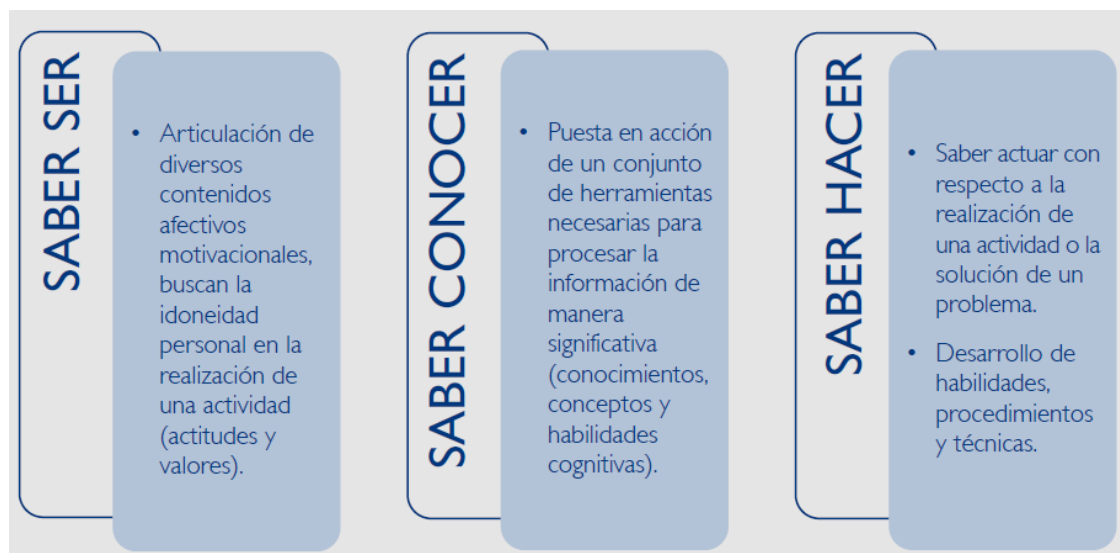 SABER SER
• Articulación de
diversos
contenidos
afectivos
motivacionales,
buscan la
idoneidad
personal en la
realización de
una actividad
(actitudes y
valores).
SABER CONOCER
• Puesta en acción
de un conjunto
de herramientas
necesarias para
procesar la
información de
manera
significativa
(conocimientos,
conceptos y
habilidades
cognitivas).
SABER HACER
• Saber actuar con
respecto a la
realización de
una actividad o la
solución de un
problema.
• Desarrollo de
habilidades,
procedimientos
y técnicas.